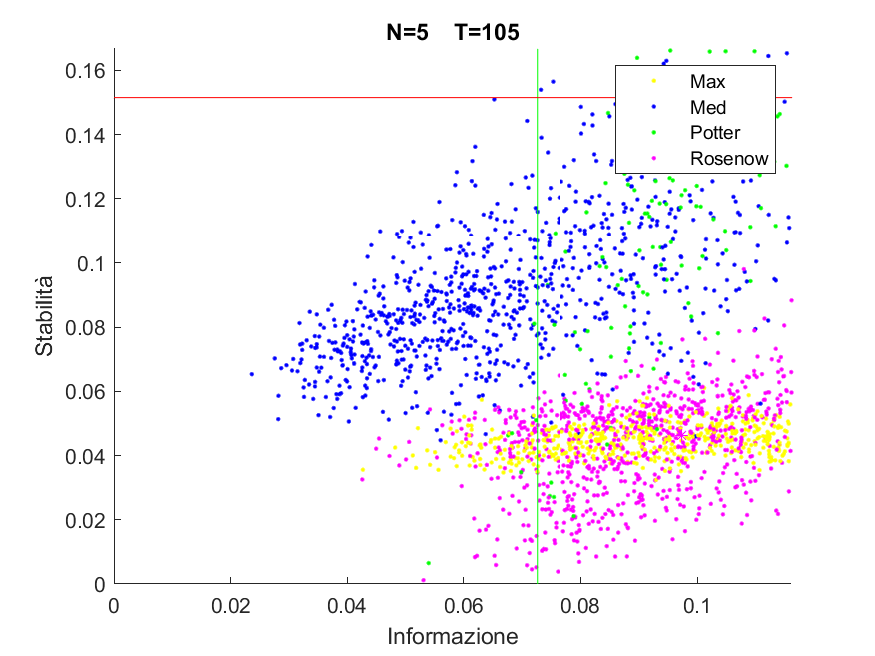 N=5 T=105
0.16
0.14
0.12
0.1
0.08
0.06
0.04
0.02
0
Stabilità
Max
Med
Potter
Rosenow
0 0.02 0.04 0.06 0.08 0.1
Informazione